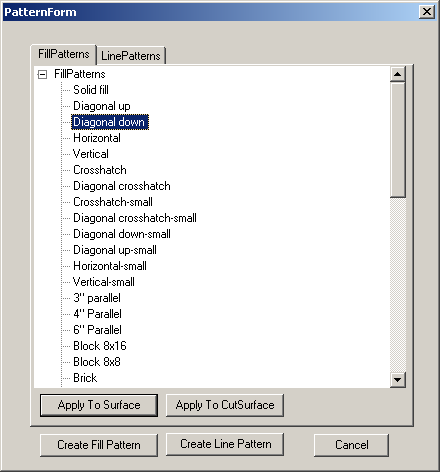 PatternForm
FillPatterns LinePatterns
FillPatterns
Solid fill
Diagonal up
Diagonal down
Horizontal
Vertical
Crosshatch
Diagonal crosshatch
Crosshatch-small
Diagonal crosshatch-small
Diagonal down-small
Diagonal up-small
Horizontal-small
Vertical-small
3" parallel
4" Parallel
6" Parallel
Block 8x16
Block 8x8
Brick
Apply To Surface Apply To CutSurface
Create Fill Pattern Create Line Pattern Cancel